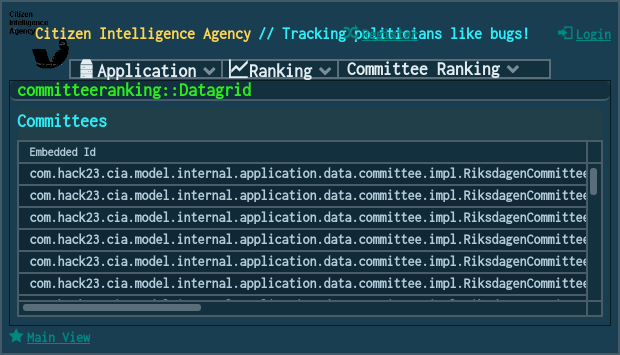 Citizen
Intelligence
Agency
Citizen Intelligence Agency // Tracking politicians like bugs!
Register
Login
Application
Ranking
Committee Ranking
committeeranking::Datagrid
Committees
Embedded Id
com.hack23.cia.model.internal.application.data.committee.impl.RiksdagenCommittee
com.hack23.cia.model.internal.application.data.committee.impl.RiksdagenCommittee
com.hack23.cia.model.internal.application.data.committee.impl.RiksdagenCommittee
com.hack23.cia.model.internal.application.data.committee.impl.RiksdagenCommittee
com.hack23.cia.model.internal.application.data.committee.impl.RiksdagenCommittee
com.hack23.cia.model.internal.application.data.committee.impl.RiksdagenCommittee
Main View